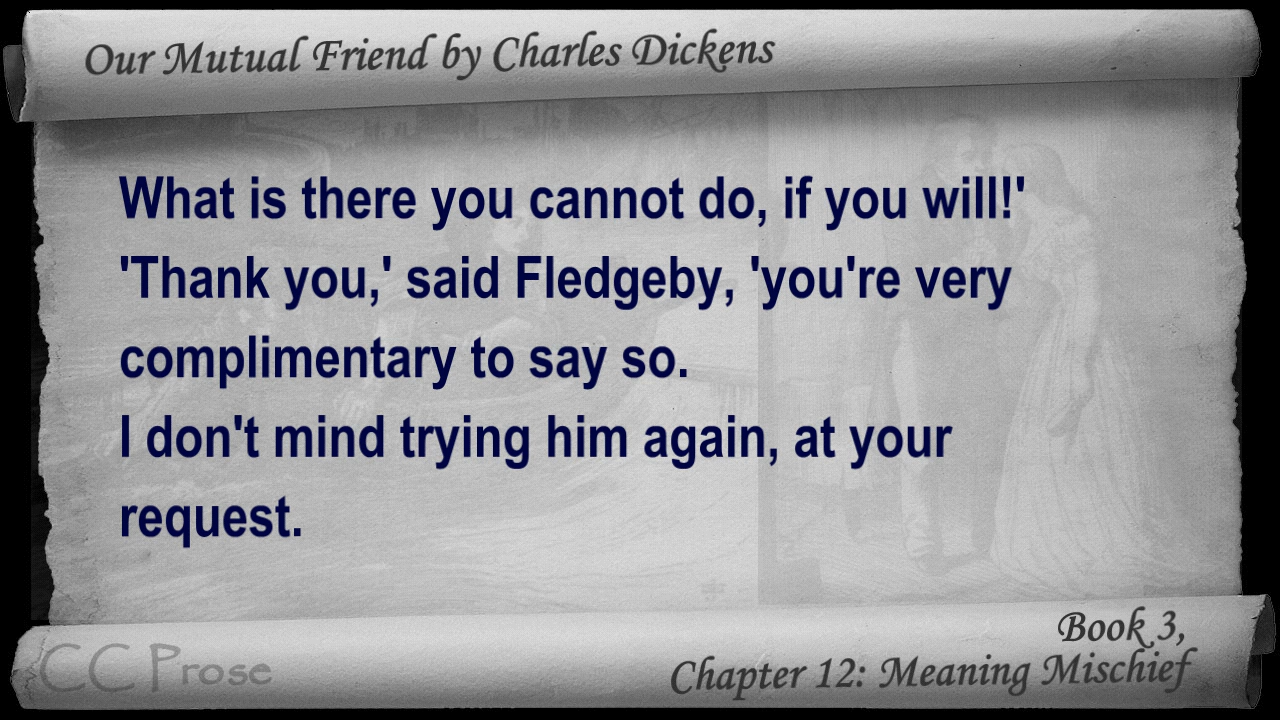 Our Mutual Friend by Charles Dickens
What is there you cannot do, if you will!'
'Thank you,' said Fledgeby, 'you're very
complimentary to say so.
I don't mind trying him again, at your
request.
Book 3,
CC Prose
Chapter 12: Meaning Mischief